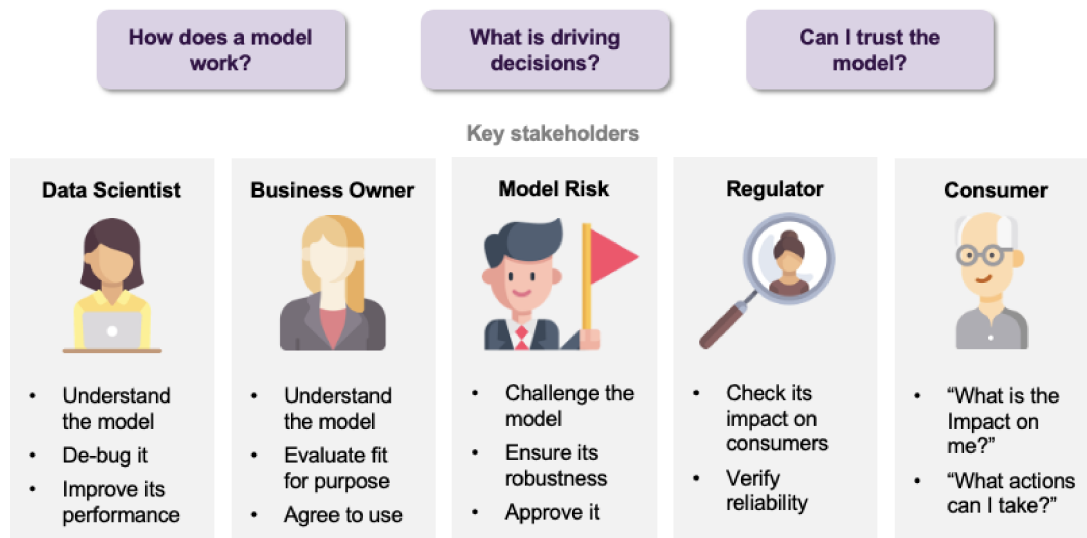 How does a model
work?
What is driving
decisions?
Can I trust the
model?
Key stakeholders
Data Scientist
• Understand
the model
• De-bug it
• Improve its
performance
Business Owner
• Understand
the model
• Evaluate fit
for purpose
• Agree to use
Model Risk
• Challenge the
model
• Ensure its
robustness
• Approve it
Regulator
• Check its
impact on
consumers
• Verify
reliability
Consumer
• “What is the
Impact on
me?”
• “What actions
can I take?”